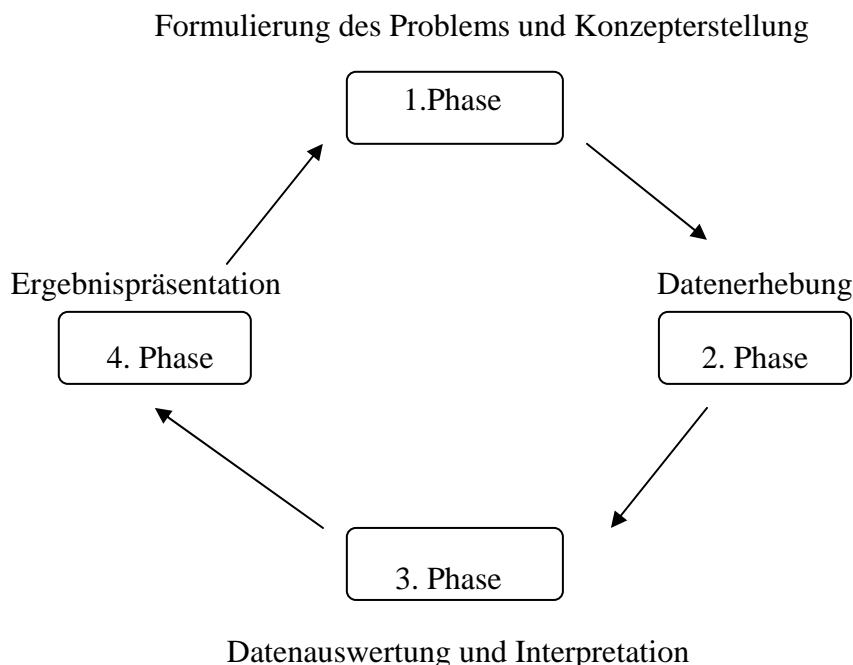 Formulierung des Problems und Konzepterstellung
1.Phase
Ergebnispräsentation
Datenerhebung
4. Phase
2. Phase
3. Phase
Datenauswertung und Interpretation